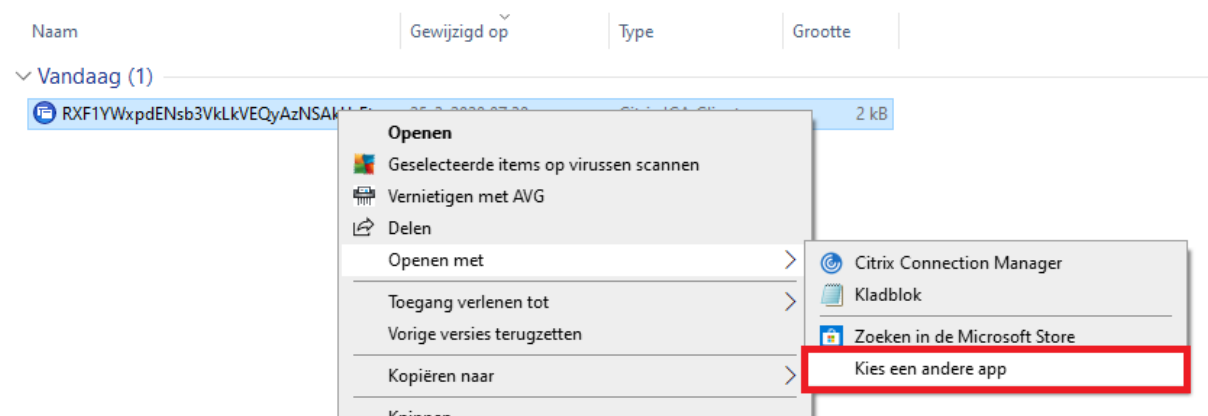 Naam Gewijzigd op Type Grootte
Vandaag (1)
2 kB
Openen
Geselecteerde items op virussen scannen
Vernietigen met AVG
Delen
Openen met
Citrix Connection Manager
Kladblok
Toegang verlenen tot
Vorige versies terugzetten
Zoeken in de Microsoft Store
Kies een andere app
Kopiëren naar